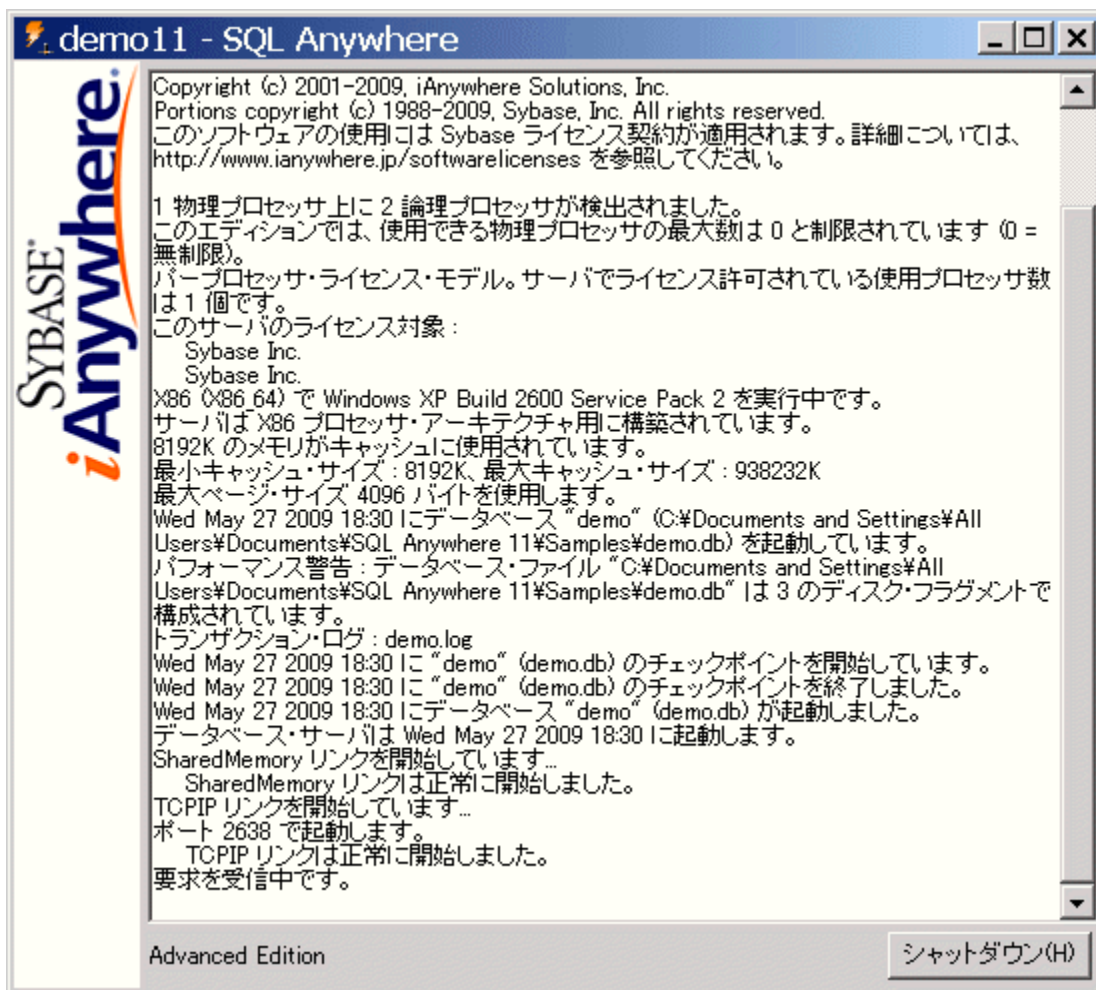 demo11 - SQL Anywhere
SYBASE
iAnywhere.
Copyright (c) 2001-2009, iAnywhere Solutions, Inc.
Portions copyright (c) 1988-2009, Sybase, Inc. All rights reserved.
このソフトウェアの使用には Sybase ライセンス契約が適用されます。詳細については、
http://www.ianywhere.jp/softwarelicenses を参照してください。
1 物理プロセッサ上に 2 論理プロセッサが検出されました。
このエディションでは、使用できる物理プロセッサの最大数は 0 と制限されています (0 =
無制限)。
パープロセッサ・ライセンス・モデル。サーバでライセンス許可されている使用プロセッサ数
は 1 個です。
このサーバのライセンス対象 :
Sybase Inc.
Sybase Inc.
X86 (X86_64) で Windows XP Build 2600 Service Pack 2 を実行中です。
サーバは X86 プロセッサ・アーキテクチャ用に構築されています。
8192K のメモリがキャッシュに使用されています。
最小キャッシュ・サイズ : 8192K、最大キャッシュ・サイズ : 938232K
最大ページ・サイズ 4096 バイトを使用します。
Wed May 27 2009 18:30 にデータベース "demo" (C:¥Documents and Settings¥All
Users¥Documents¥SQL Anywhere 11¥Samples¥demo.db) を起動しています。
パフォーマンス警告 : データベース・ファイル "C:¥Documents and Settings¥All
Users¥Documents¥SQL Anywhere 11¥Samples¥demo.db" は 3 のディスク・フラグメントで
構成されています。
トランザクション・ログ : demo.log
Wed May 27 2009 18:30 に "demo" (demo.db) のチェックポイントを開始しています。
Wed May 27 2009 18:30 に "demo" (demo.db) のチェックポイントを終了しました。
Wed May 27 2009 18:30 にデータベース "demo" (demo.db) が起動しました。
データベース・サーバは Wed May 27 2009 18:30 に起動します。
SharedMemory リンクを開始しています...
SharedMemory リンクは正常に開始しました。
TCPIP リンクを開始しています...
ポート 2638 で起動します。
TCPIP リンクは正常に開始しました。
要求を受信中です。
Advanced Edition
シャットダウン(H)